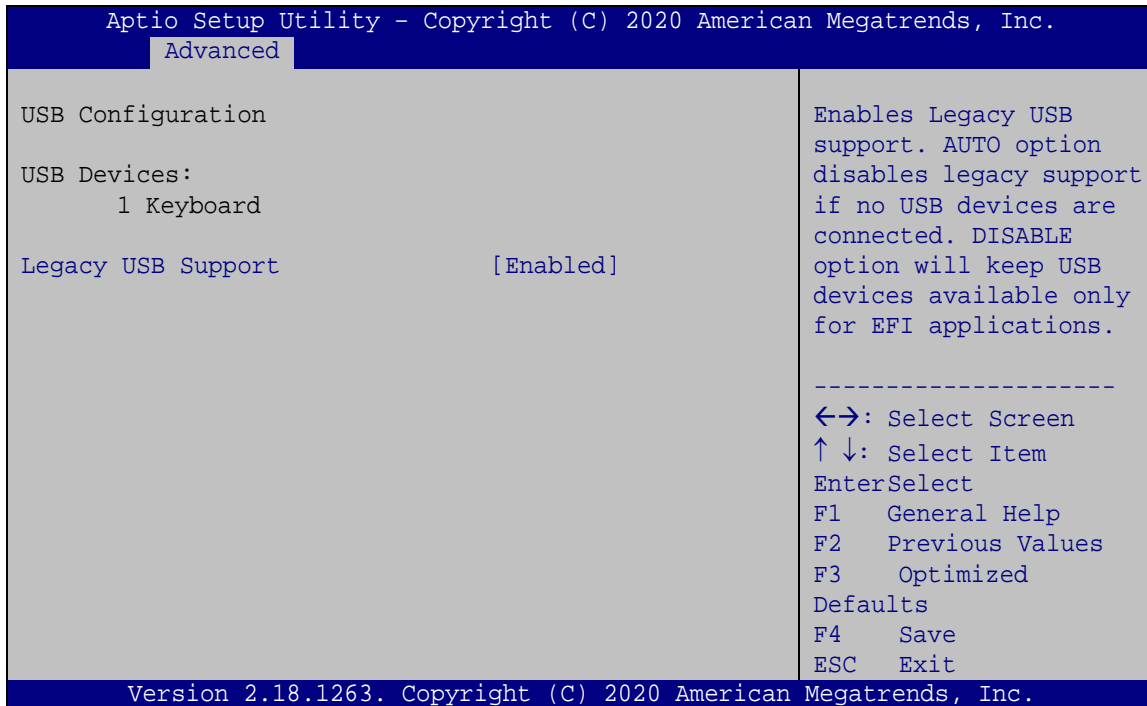 Aptio Setup Utility – Copyright (C) 2020 American Megatrends, Inc.
Advanced
USB Configuration
USB Devices:
1 Keyboard
Legacy USB Support [Enabled]
Enables Legacy USB
support. AUTO option
disables legacy support
if no USB devices are
connected. DISABLE
option will keep USB
devices available only
for EFI applications.
----------------------
←→: Select Screen
↑ ↓: Select Item
EnterSelect
F1 General Help
F2 Previous Values
F3 Optimized
Defaults
F4 Save
ESC Exit
Version 2.18.1263. Copyright (C) 2020 American Megatrends, Inc.